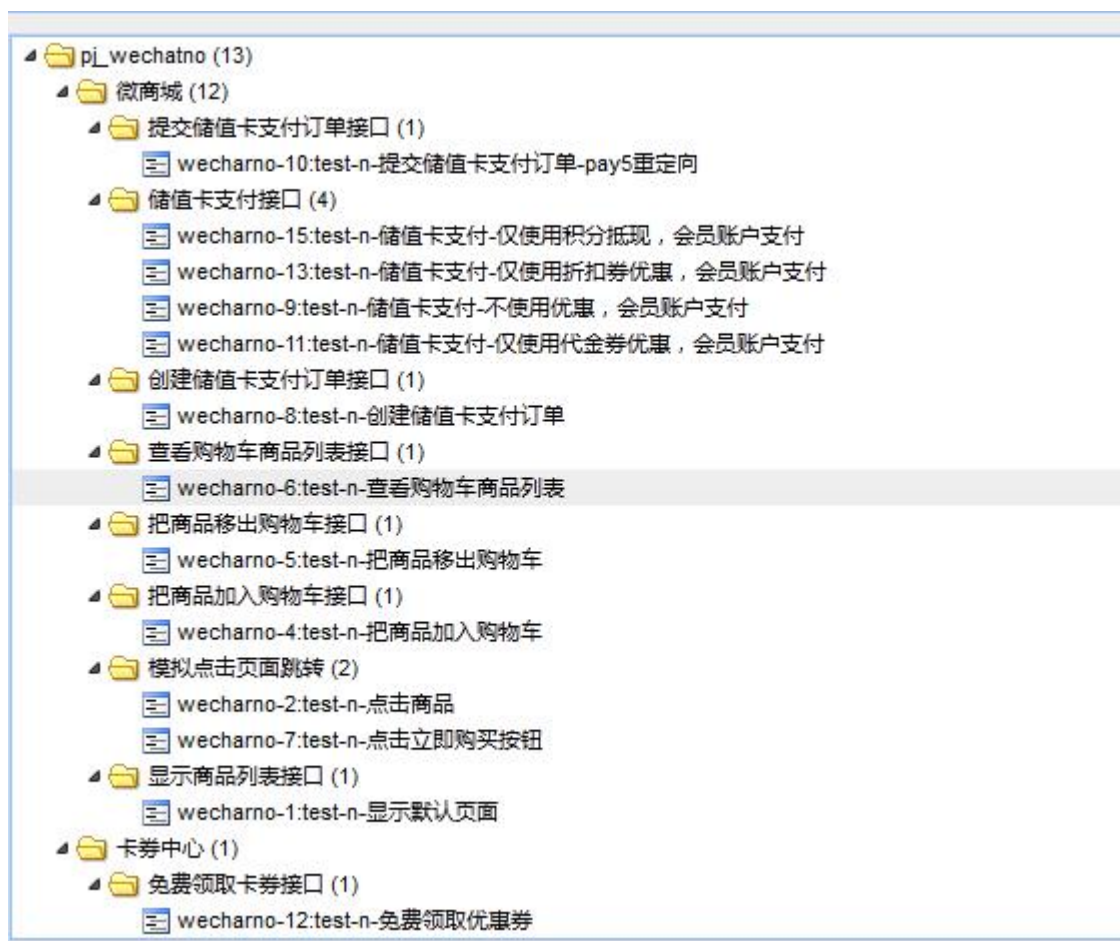 pj_wechatno (13)
微商城 (12)
提交储值卡支付订单接口 (1)
wecharno-10:test-n-提交储值卡支付订单-pay5重定向
储值卡支付接口 (4)
wecharno-15:test-n-储值卡支付-仅使用积分抵现，会员账户支付
wecharno-13:test-n-储值卡支付-仅使用折扣券优惠，会员账户支付
wecharno-9:test-n-储值卡支付-不使用优惠，会员账户支付
wecharno-11:test-n-储值卡支付-仅使用代金券优惠，会员账户支付
创建储值卡支付订单接口 (1)
wecharno-8:test-n-创建储值卡支付订单
查看购物车商品列表接口 (1)
wecharno-6:test-n-查看购物车商品列表
把商品移出购物车接口 (1)
wecharno-5:test-n-把商品移出购物车
把商品加入购物车接口 (1)
wecharno-4:test-n-把商品加入购物车
模拟点击页面跳转 (2)
wecharno-2:test-n-点击商品
wecharno-7:test-n-点击立即购买按钮
显示商品列表接口 (1)
wecharno-1:test-n-显示默认页面
卡券中心 (1)
免费领取卡券接口 (1)
wecharno-12:test-n-免费领取优惠券